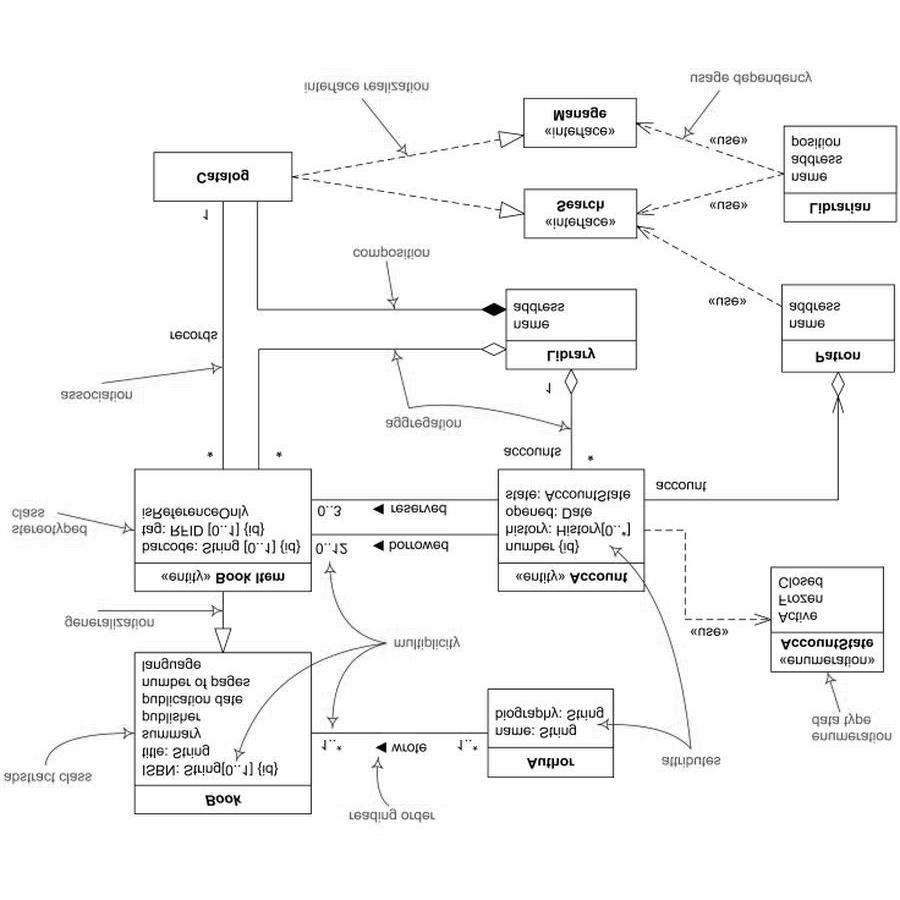 reading order
Book
ISBN: String[0..1] {id}
title: String
summary
publisher
publication date
number of pages
language
abstract class
1..*
◄ wrote
1..*
Author
name: String
biography: String
attributes
enumeration
data type
«enumeration»
AccountState
Active
Frozen
Closed
«use»
multiplicity
generalization
«entity» Book Item
barcode: String [0..1] {id}
tag: RFID [0..1] {id}
isReferenceOnly
stereotyped
class
0..12
◄ borrowed
0..3
◄ reserved
«entity» Account
number {id}
history: History[0..*]
opened: Date
state: AccountState
account
*
*
accounts
*
aggregation
association
1
records
Library
name
address
Patron
name
address
«use»
composition
1
Catalog
«interface»
Search
«use»
Librarian
name
address
position
«interface»
Manage
«use»
interface realization
usage dependency